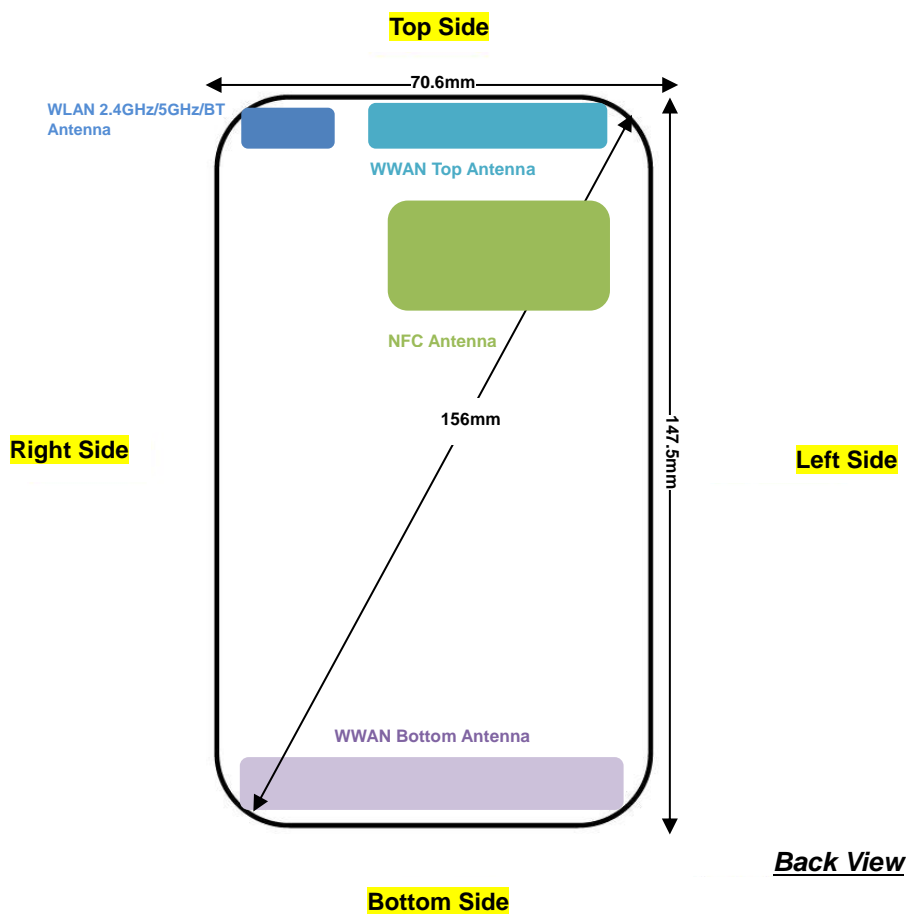 Top Side
70.6mm
WLAN 2.4GHz/5GHz/BT
Antenna
WWAN Top Antenna
NFC Antenna
156mm
147.5mm
Right Side
Left Side
WWAN Bottom Antenna
Back View
Bottom Side